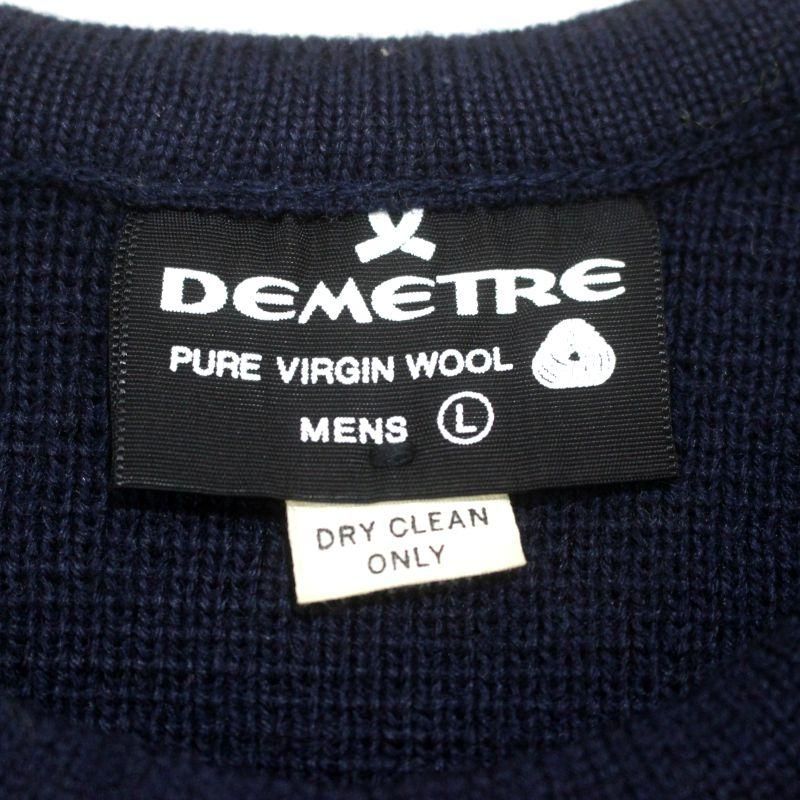 DEMETRE
PURE VIRGIN WOOL
MENS L
DRY CLEAN
ONLY